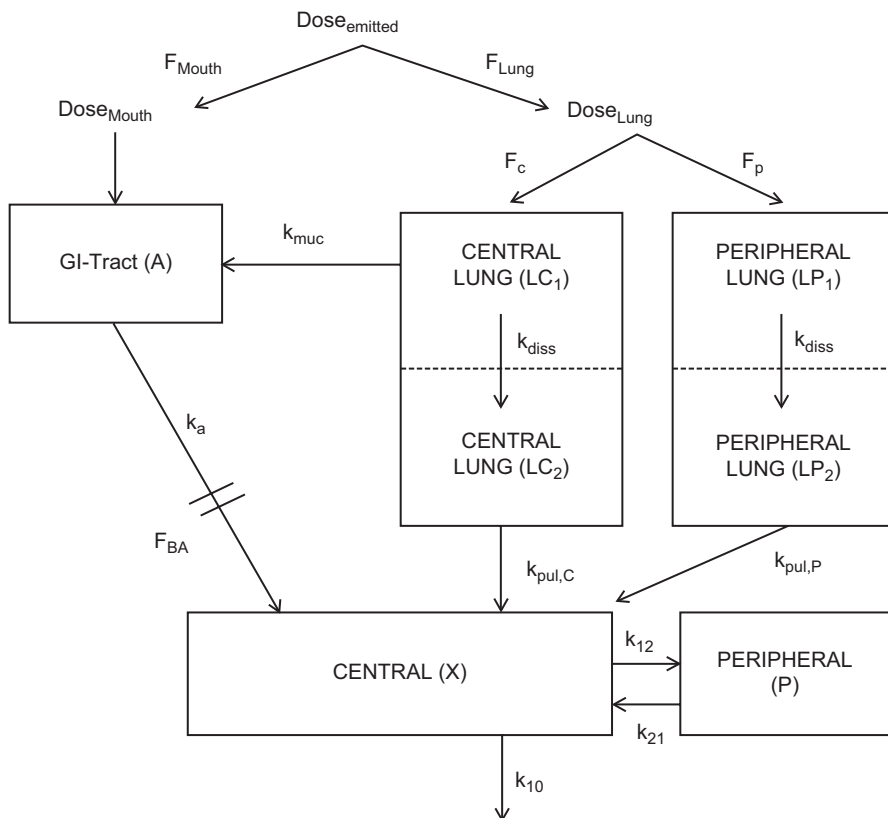 Dose_emitted
F_Mouth
F_Lung
Dose_Mouth
Dose_Lung
F_c
F_p
k_muc
GI-Tract (A)
CENTRAL
LUNG (LC_1)
PERIPHERAL
LUNG (LP_1)
k_diss
k_diss
k_a
CENTRAL
LUNG (LC_2)
PERIPHERAL
LUNG (LP_2)
F_BA
k_pul,C
k_pul,P
CENTRAL (X)
k_12
PERIPHERAL
(P)
k_21
k_10